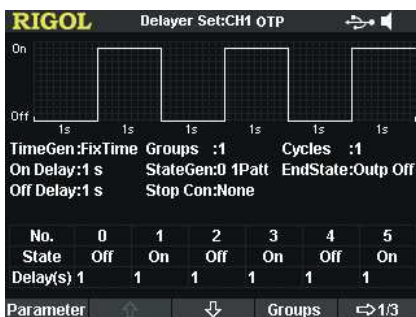 RIGOL Delayer Set:CH1 OTP
On
Off
1s 1s 1s 1s 1s 1s
TimeGen:FixTime Groups :1 Cycles :1
On Delay:1 s StateGen:0 1Patt EndState:Outp Off
Off Delay:1 s Stop Con:None
No. 0 1 2 3 4 5
State Off On Off On Off On
Delay(s) 1 1 1 1 1 1
Parameter Groups 1/3